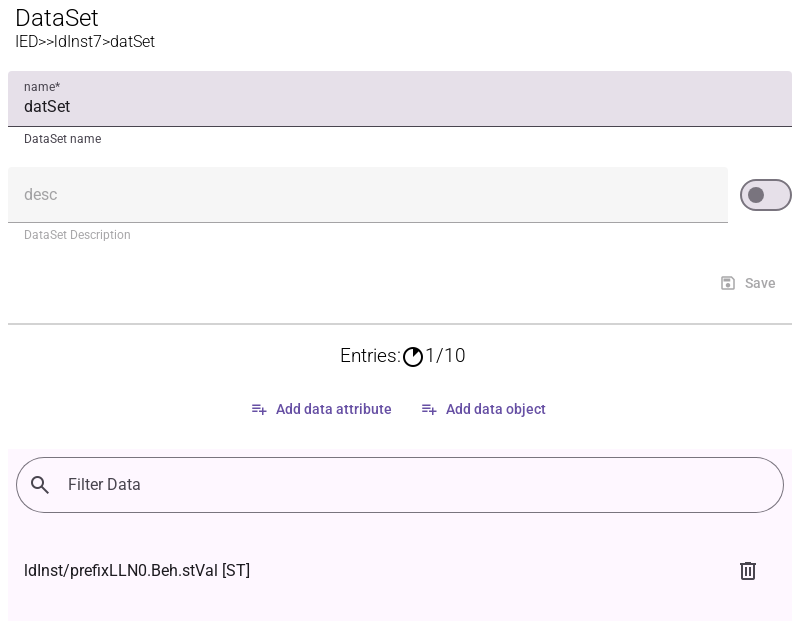 DataSet
IED>>ldInst7>datSet
name*
datSet
DataSet name
desc
DataSet Description
Save
Entries: 1/10
Add data attribute Add data object
Filter Data
ldInst/prefixLLN0.Beh.stVal [ST]